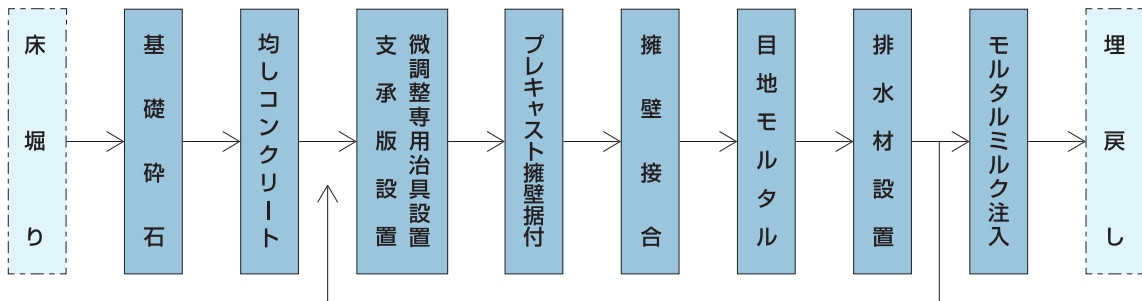 床堀り
基礎砕石
均しコンクリート
微調整専用治具設置
支承版設置
プレキャスト擁壁据付
擁壁接合
目地モルタル
排水材設置
モルタルミルク注入
埋戻し